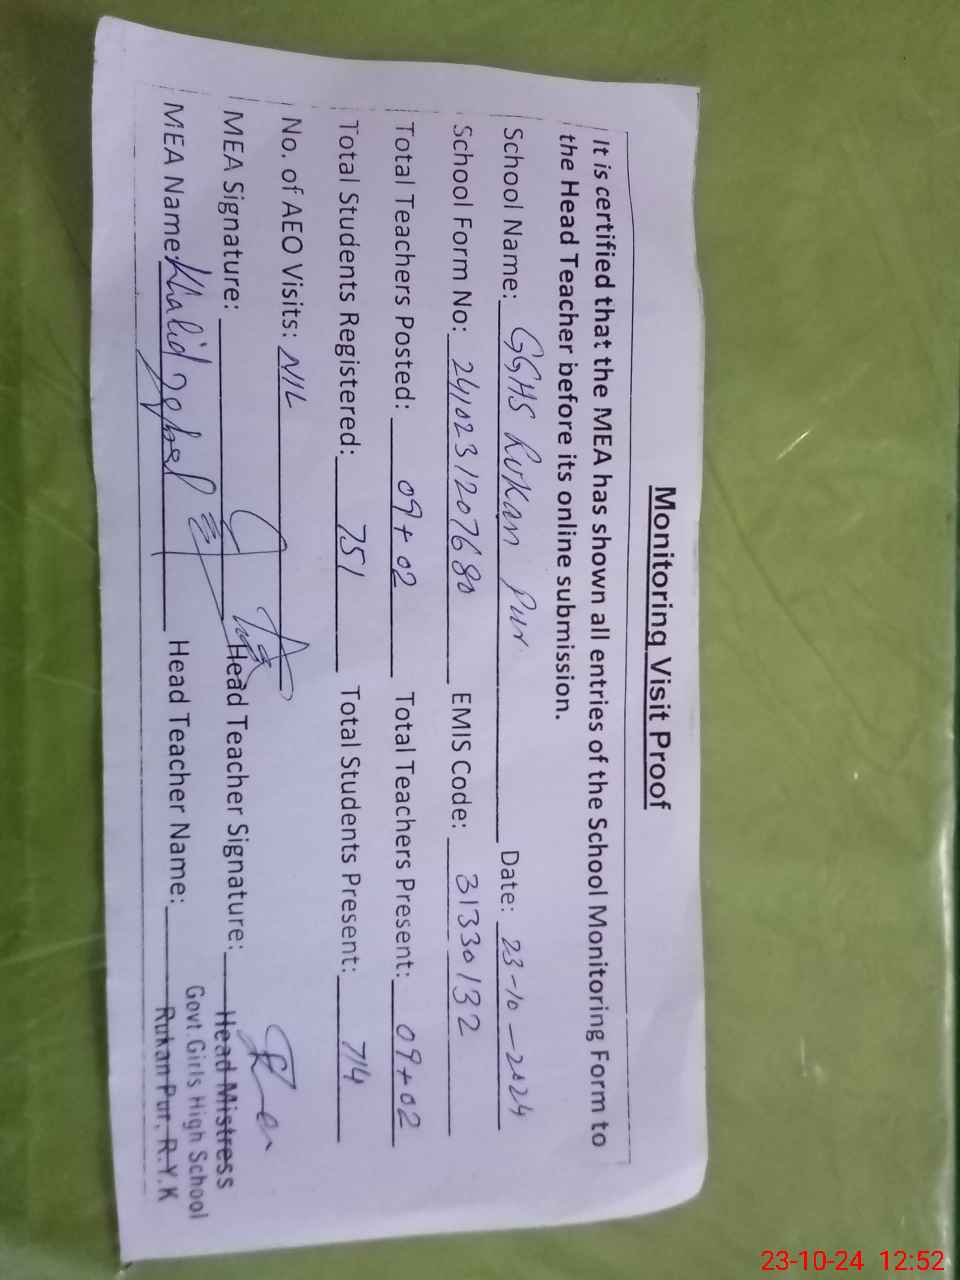 Monitoring Visit Proof
It is certified that the MEA has shown all entries of the School Monitoring Form to
the Head Teacher before its online submission.
School Name: GGHS Rukan Pur Date: 23-10-2024
School Form No: 2410231207680 EMIS Code: 31330132
Total Teachers Posted: 09+02 Total Teachers Present: 09+02
Total Students Registered: 751 Total Students Present: 714
No. of AEO Visits: NIL
MEA Signature: Head Teacher Signature: Head Mistress
Govt. Girls High School
MEA Name: Khalid Iqbal Head Teacher Name: Rukan Pur, R.Y.K
23-10-24 12:52